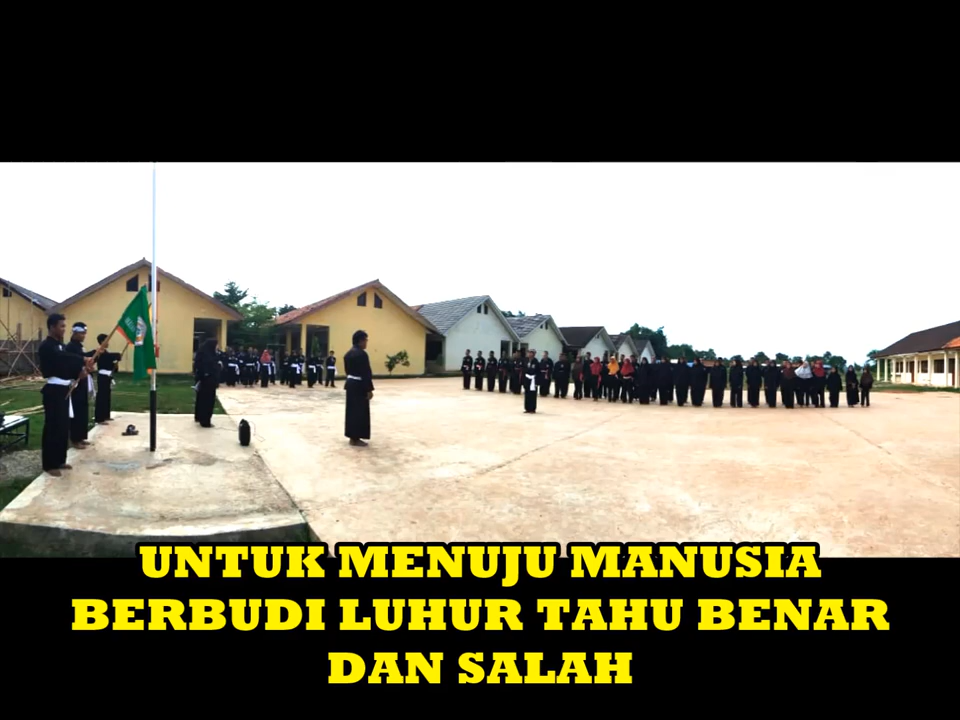 UNTUK MENUJU MANUSIA
BERBUDI LUHUR TAHU BENAR
DAN SALAH